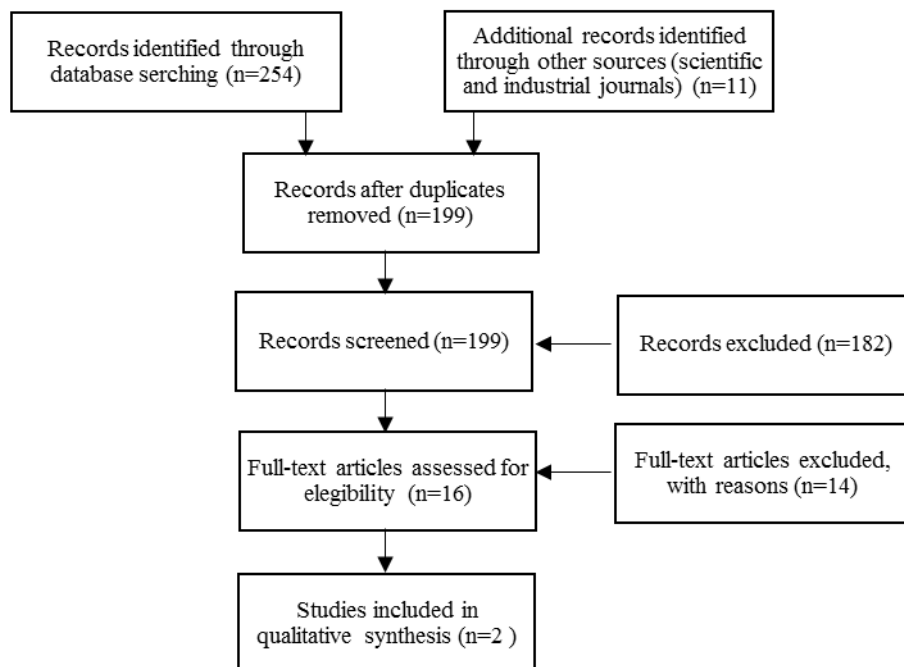 Records identified through
database serching (n=254)
Additional records identified
through other sources (scientific
and industrial journals) (n=11)
Records after duplicates
removed (n=199)
Records screened (n=199)
Records excluded (n=182)
Full-text articles assessed for
elegibility (n=16)
Full-text articles excluded,
with reasons (n=14)
Studies included in
qualitative synthesis (n=2 )